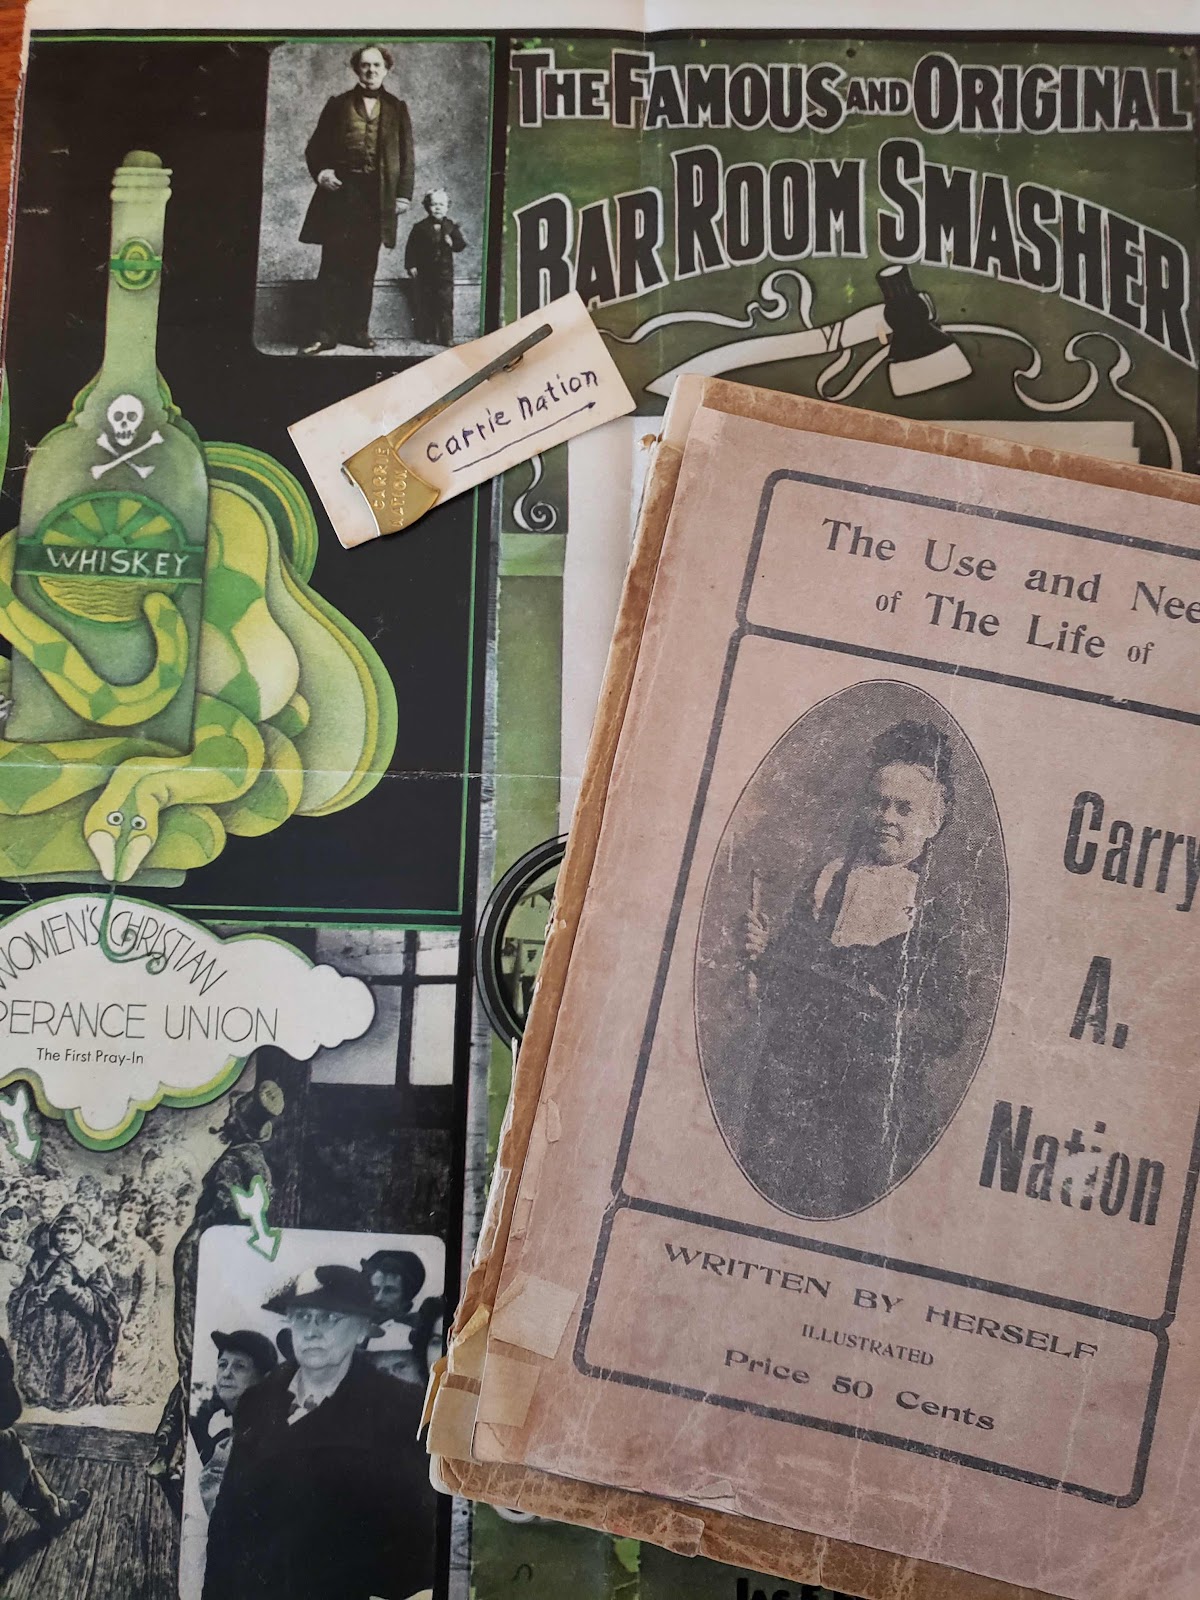 THE FAMOUS AND ORIGINAL
BAR ROOM SMASHER
carrie nation
CARRIE
NATION
WHISKEY
WOMEN'S CHRISTIAN
PERANCE UNION
The First Pray-In
The Use and Nee
of The Life of
Carry
A.
Nation
WRITTEN BY HERSELF
ILLUSTRATED
Price 50 Cents